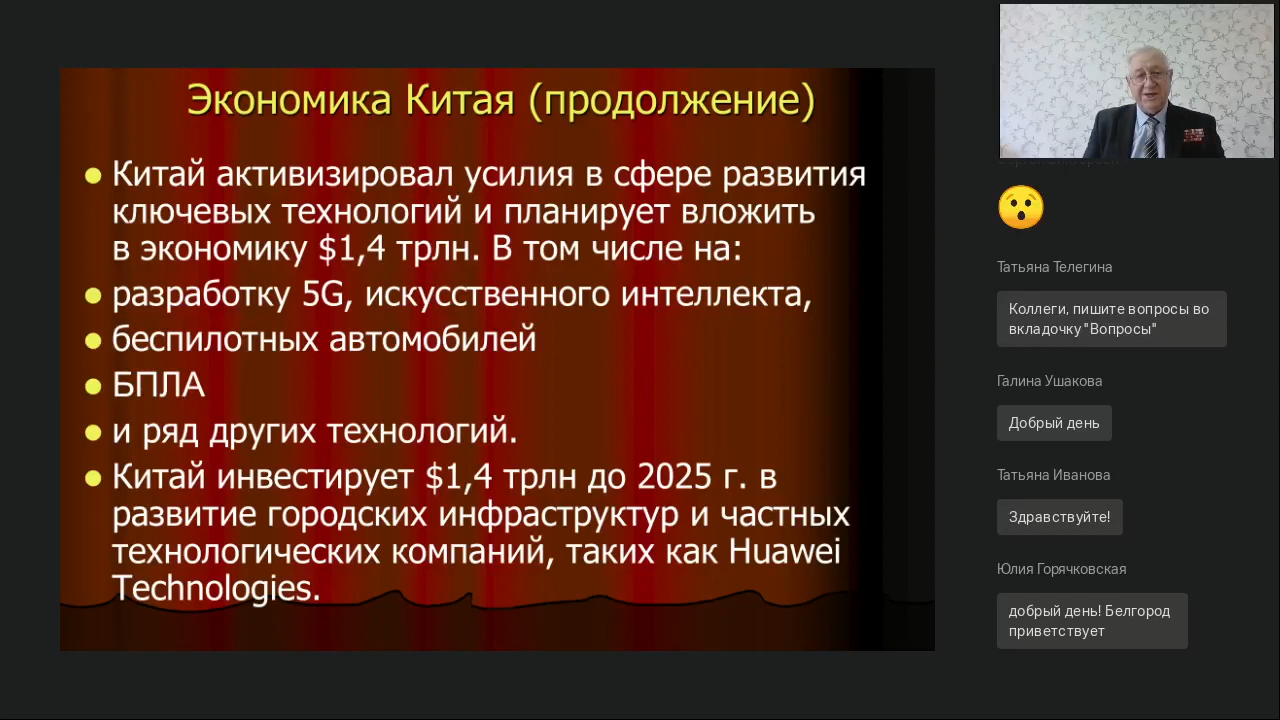 Экономика Китая (продолжение)
Китай активизировал усилия в сфере развития
ключевых технологий и планирует вложить
в экономику $1,4 трлн. В том числе на:
разработку 5G, искусственного интеллекта,
беспилотных автомобилей
БПЛА
и ряд других технологий.
Китай инвестирует $1,4 трлн до 2025 г. в
развитие городских инфраструктур и частных
технологических компаний, таких как Huawei
Technologies.
Татьяна Телегина
Коллеги, пишите вопросы во
вкладочку "Вопросы"
Галина Ушакова
Добрый день
Татьяна Иванова
Здравствуйте!
Юлия Горячковская
добрый день! Белгород
приветствует